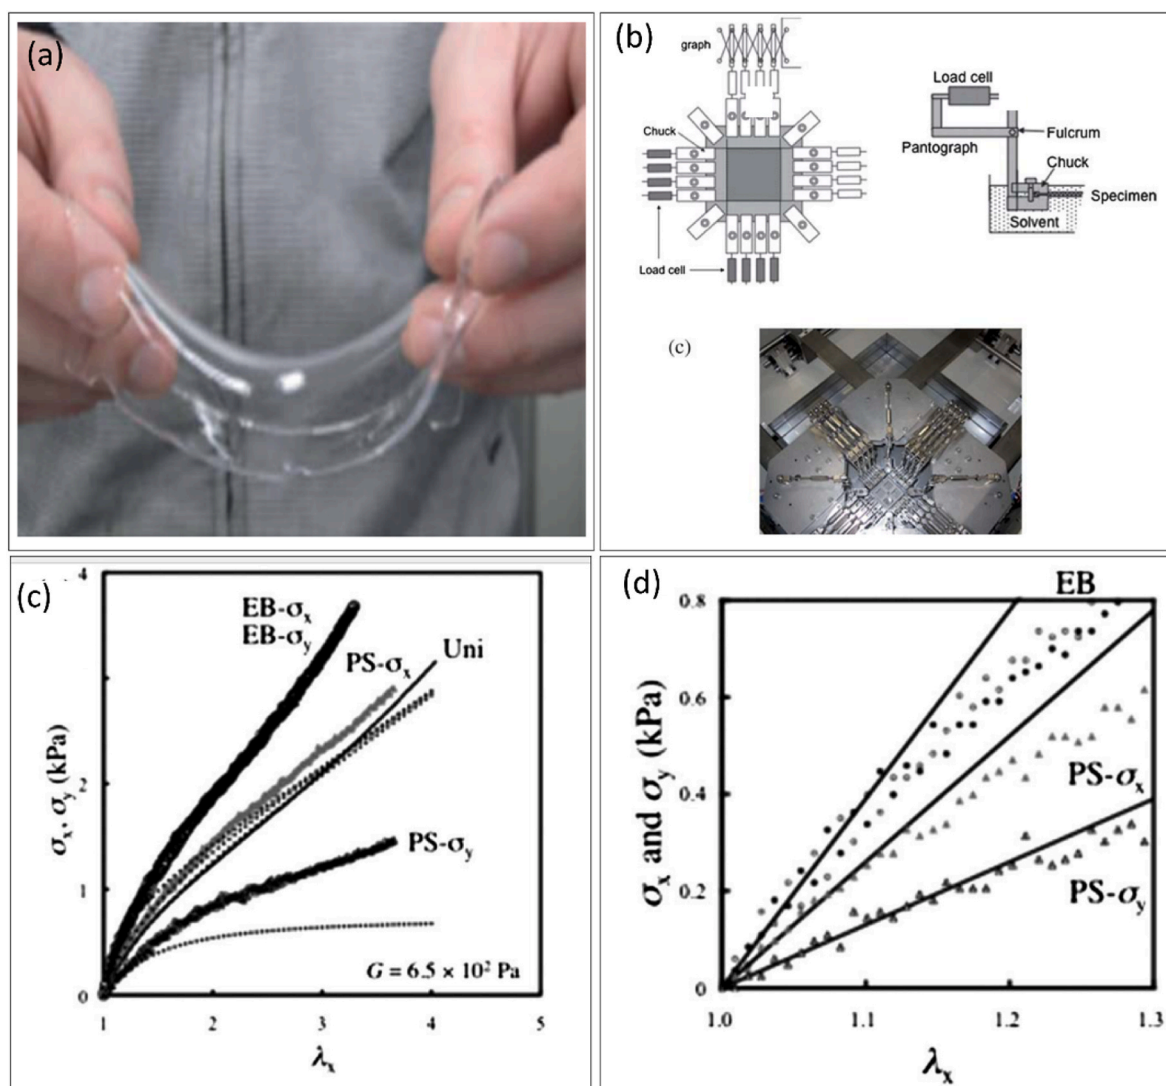 (a)
(b)
graph
Chuck
Load cell
Load cell
Pantograph
Fulcrum
Chuck
Specimen
Solvent
(c)
(c)
4
EB-σx
EB-σy
PS-σx
Uni
2
σx, σy (kPa)
PS-σy
1
0
G = 6.5 × 10² Pa
1
2
3
4
5
λx
(d)
0.8
EB
0.6
σx and σy (kPa)
PS-σx
0.4
0.2
PS-σy
0
1.0
1.1
1.2
1.3
λx